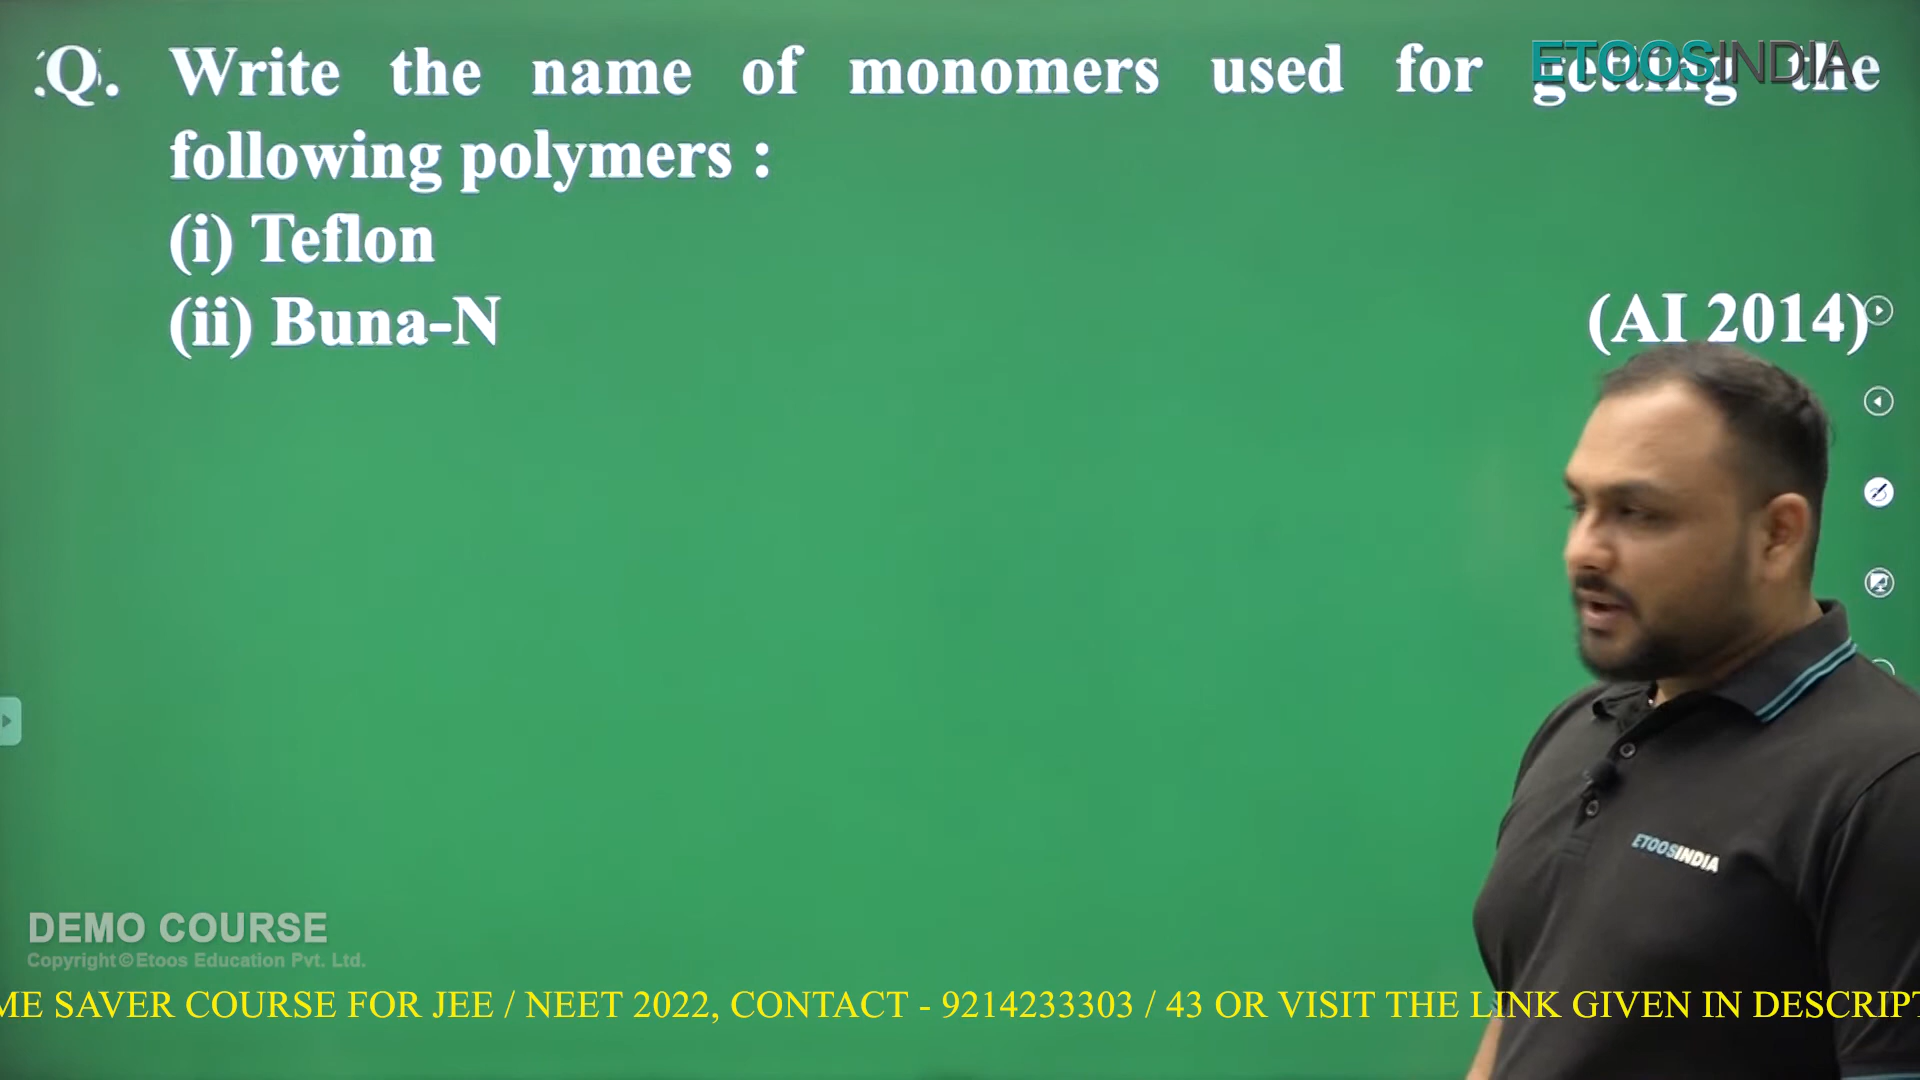 Q. Write the name of monomers used for getting the
ETOOSINDIA
following polymers :
(i) Teflon
(ii) Buna-N
(AI 2014)
ETOOSINDIA
DEMO COURSE
Copyright©Etoos Education Pvt. Ltd.
ME SAVER COURSE FOR JEE / NEET 2022, CONTACT - 9214233303 / 43 OR VISIT THE LINK GIVEN IN DESCRIPT